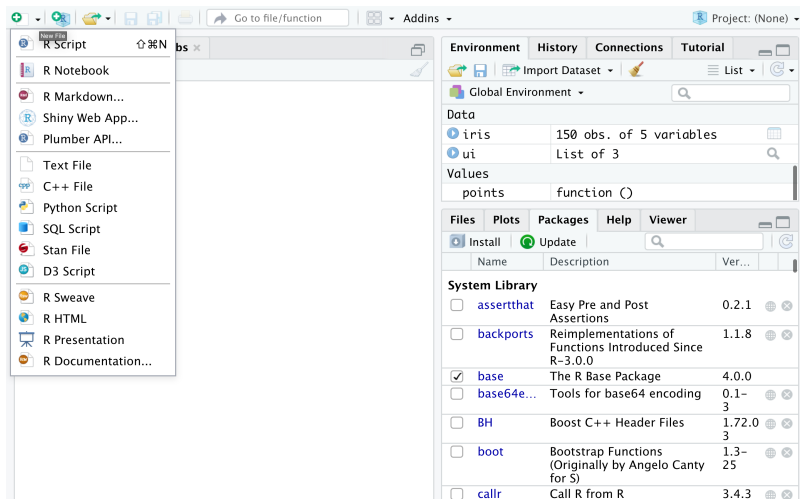 Go to file/function Addins Project: (None)
New File
R Script ⇧⌘N
R Notebook
R Markdown...
Shiny Web App...
Plumber API...
Text File
C++ File
Python Script
SQL Script
Stan File
D3 Script
R Sweave
R HTML
R Presentation
R Documentation...
bs
Environment History Connections Tutorial
Import Dataset List
Global Environment
Data
iris 150 obs. of 5 variables
ui List of 3
Values
points function ()
Files Plots Packages Help Viewer
Install Update
Name Description Ver...
System Library
assertthat Easy Pre and Post 0.2.1
Assertions
backports Reimplementations of 1.1.8
Functions Introduced Since
R-3.0.0
base The R Base Package 4.0.0
base64e... Tools for base64 encoding 0.1-
3
BH Boost C++ Header Files 1.72.0
3
boot Bootstrap Functions 1.3-
(Originally by Angelo Canty 25
for S)
callr Call R from R 3.4.3